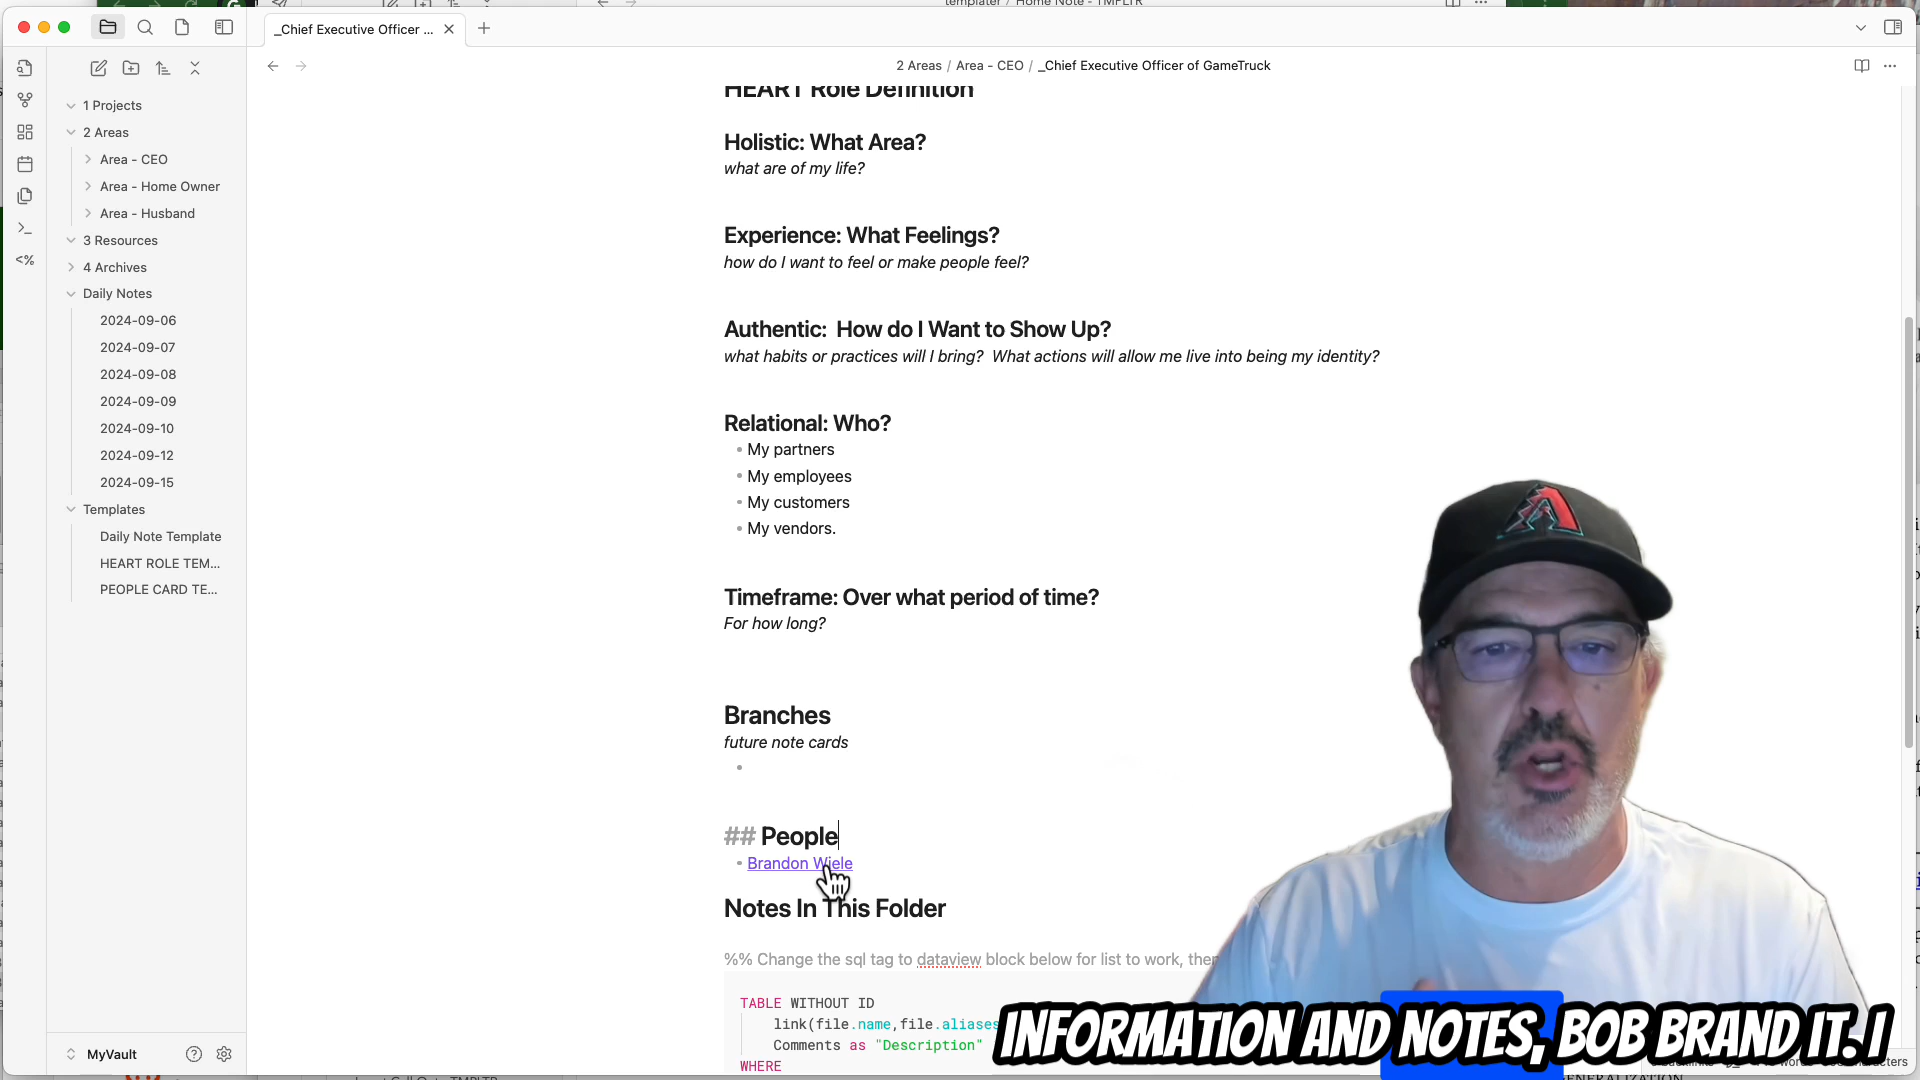 templater / Home Note - TMPLTR
_Chief Executive Officer ...
2 Areas / Area - CEO / _Chief Executive Officer of GameTruck
1 Projects
2 Areas
Area - CEO
Area - Home Owner
Area - Husband
3 Resources
4 Archives
Daily Notes
2024-09-06
2024-09-07
2024-09-08
2024-09-09
2024-09-10
2024-09-12
2024-09-15
Templates
Daily Note Template
HEART ROLE TEM...
PEOPLE CARD TE...
MyVault
HEART Role Definition
Holistic: What Area?
what are of my life?
Experience: What Feelings?
how do I want to feel or make people feel?
Authentic: How do I Want to Show Up?
what habits or practices will I bring? What actions will allow me live into being my identity?
Relational: Who?
My partners
My employees
My customers
My vendors.
Timeframe: Over what period of time?
For how long?
Branches
future note cards
## People
Brandon Wiele
Notes In This Folder
%% Change the sql tag to dataview block below for list to work, then
TABLE WITHOUT ID
link(file.name,file.aliases
Comments as "Description"
WHERE
INFORMATION AND NOTES, BOB BRAND IT. I